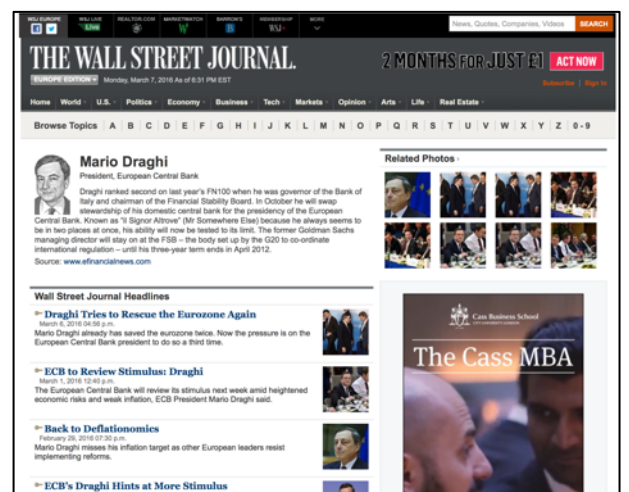 WSJ EUROPE
WSJ LIVE
Live
REALTOR.COM
MARKETWATCH
BARRON'S
B
MEMBERSHIP
WSJ+
MORE
News, Quotes, Companies, Videos
SEARCH
THE WALL STREET JOURNAL.
2 MONTHS FOR JUST £1
ACT NOW
EUROPE EDITION
Monday, March 7, 2016 As of 6:31 PM EST
Subscribe | Sign In
Home World U.S. Politics Economy Business Tech Markets Opinion Arts Life Real Estate
Browse Topics A B C D E F G H I J K L M N O P Q R S T U V W X Y Z 0-9
Mario Draghi
President, European Central Bank
Draghi ranked second on last year's FN100 when he was governor of the Bank of
Italy and chairman of the Financial Stability Board. In October he will swap
stewardship of his domestic central bank for the presidency of the European
Central Bank. Known as "il Signor Altrove" (Mr Somewhere Else) because he always seems to
be in two places at once, his ability will now be tested to its limit. The former Goldman Sachs
managing director will stay on at the FSB – the body set up by the G20 to co-ordinate
international regulation – until his three-year term ends in April 2012.
Source: www.efinancialnews.com
Related Photos
Wall Street Journal Headlines
Draghi Tries to Rescue the Eurozone Again
March 6, 2016 04:56 p.m.
Mario Draghi already has saved the eurozone twice. Now the pressure is on the
European Central Bank president to do so a third time.
ECB to Review Stimulus: Draghi
March 1, 2016 12:40 p.m.
The European Central Bank will review its stimulus next week amid heightened
economic risks and weak inflation, ECB President Mario Draghi said.
Back to Deflationomics
February 29, 2016 07:30 p.m.
Mario Draghi misses his inflation target as other European leaders resist
implementing reforms.
ECB's Draghi Hints at More Stimulus
Cass Business School
CITY UNIVERSITY LONDON
The Cass MBA